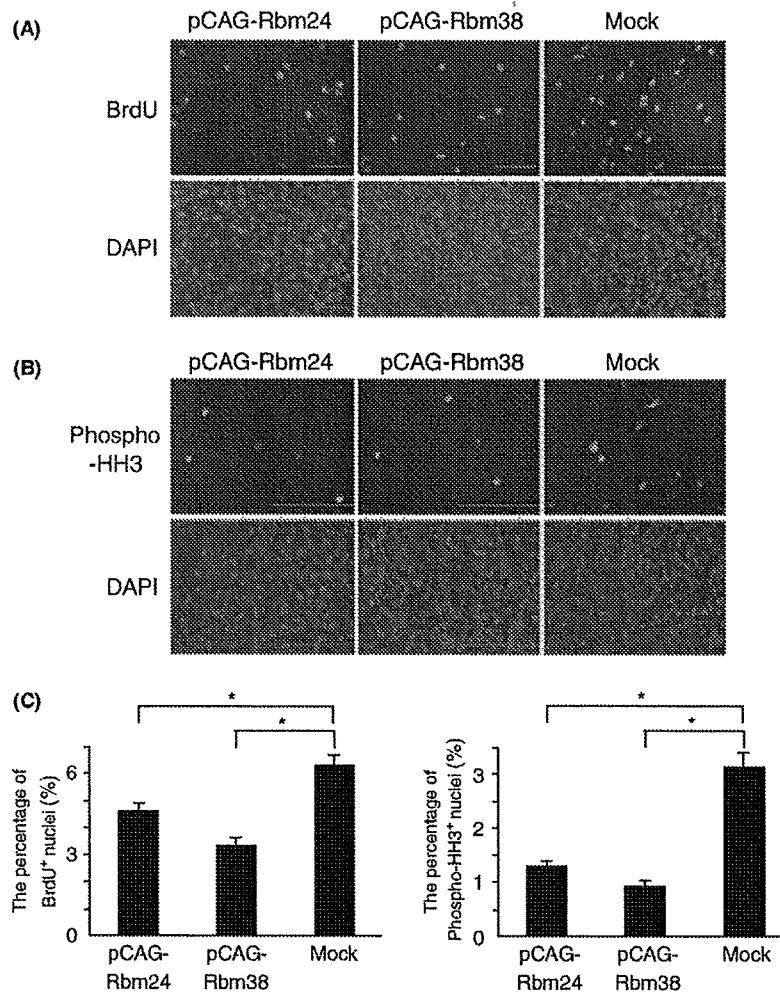 (A)
pCAG-Rbm24 pCAG-Rbm38 Mock
BrdU
DAPI
(B)
pCAG-Rbm24 pCAG-Rbm38 Mock
Phospho
-HH3
DAPI
(C)
* *
* *
The percentage of
BrdU+ nuclei (%)
6
3
0
pCAG-
Rbm24
pCAG-
Rbm38
Mock
The percentage of
Phospho-HH3+ nuclei (%)
3
2
1
0
pCAG-
Rbm24
pCAG-
Rbm38
Mock